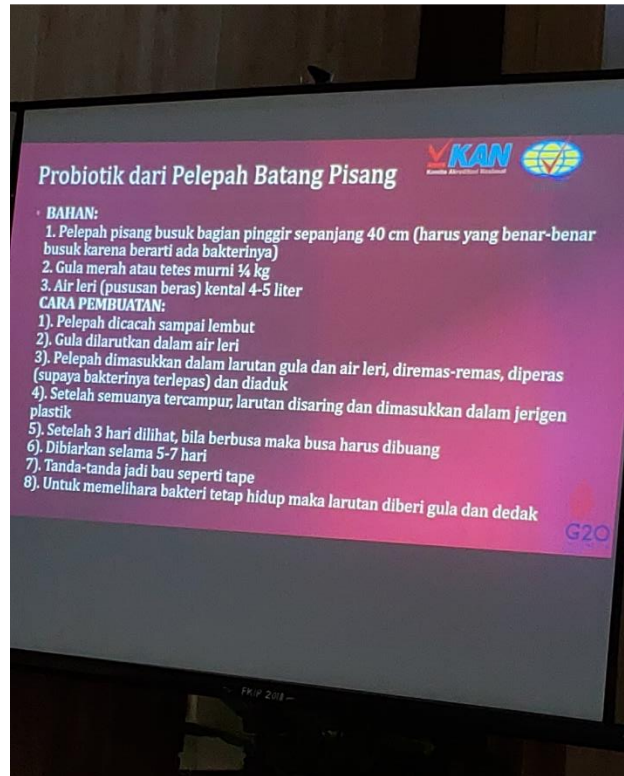 KAN
Komite Akreditasi Nasional
Probiotik dari Pelepah Batang Pisang
• BAHAN:
1. Pelepah pisang busuk bagian pinggir sepanjang 40 cm (harus yang benar-benar
busuk karena berarti ada bakterinya)
2. Gula merah atau tetes murni ¼ kg
3. Air leri (pususan beras) kental 4-5 liter
CARA PEMBUATAN:
1). Pelepah dicacah sampai lembut
2). Gula dilarutkan dalam air leri
3). Pelepah dimasukkan dalam larutan gula dan air leri, diremas-remas, diperas
(supaya bakterinya terlepas) dan diaduk
4). Setelah semuanya tercampur, larutan disaring dan dimasukkan dalam jerigen
plastik
5). Setelah 3 hari dilihat, bila berbusa maka busa harus dibuang
6). Dibiarkan selama 5-7 hari
7). Tanda-tanda jadi bau seperti tape
8). Untuk memelihara bakteri tetap hidup maka larutan diberi gula dan dedak
G20
FKIP 2018